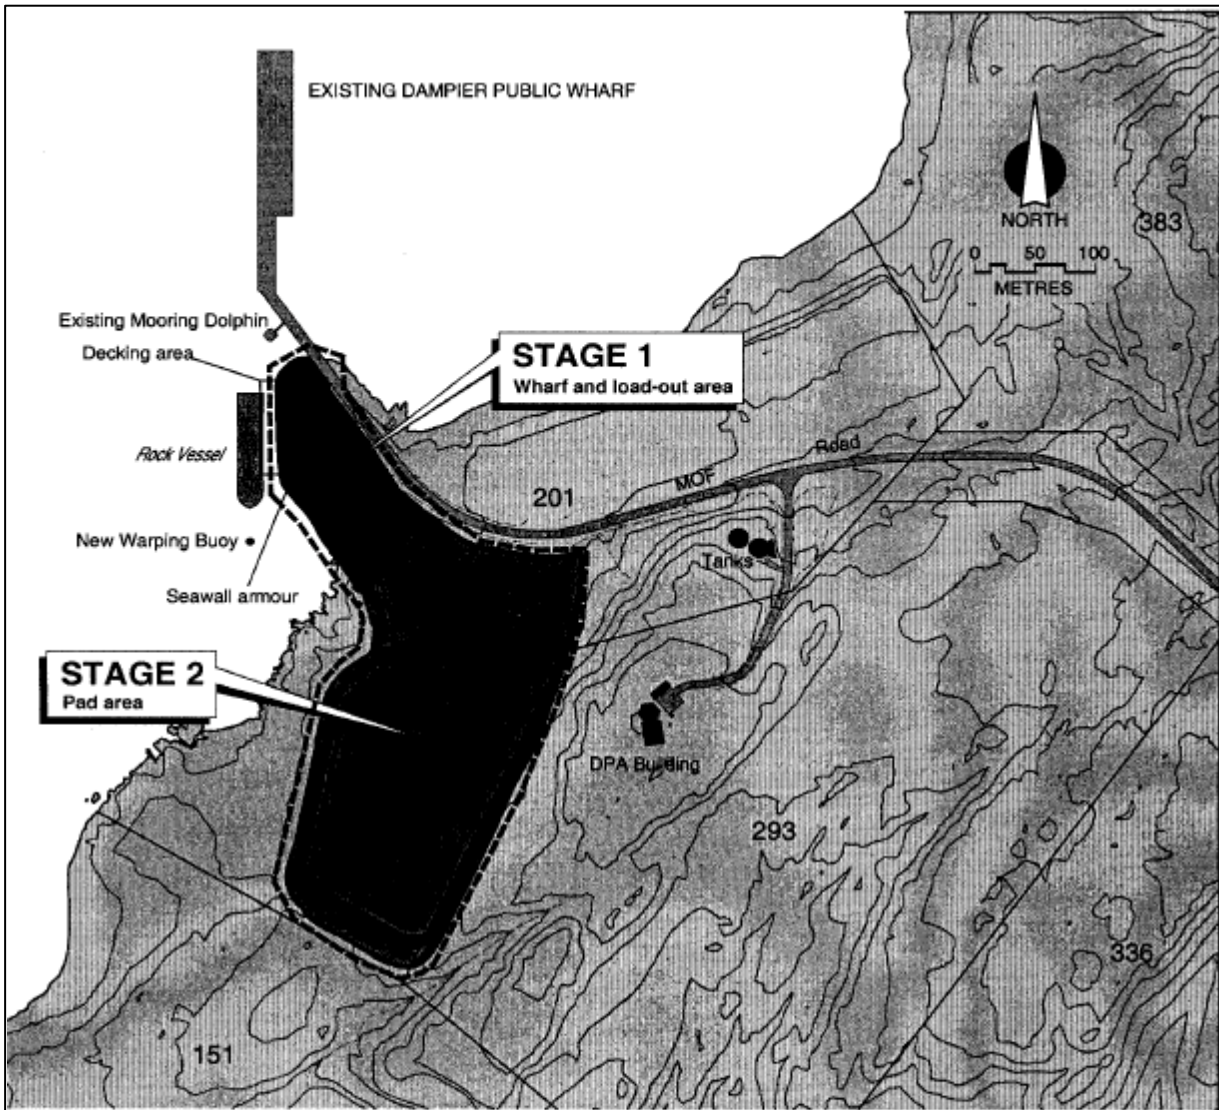 EXISTING DAMPIER PUBLIC WHARF
NORTH
383
0 50 100
METRES
Existing Mooring Dolphin
Decking area
STAGE 1
Wharf and load-out area
Rock Vessel
MOF Road
201
New Warping Buoy
Tanks
Seawall armour
STAGE 2
Pad area
DPA Building
293
336
151